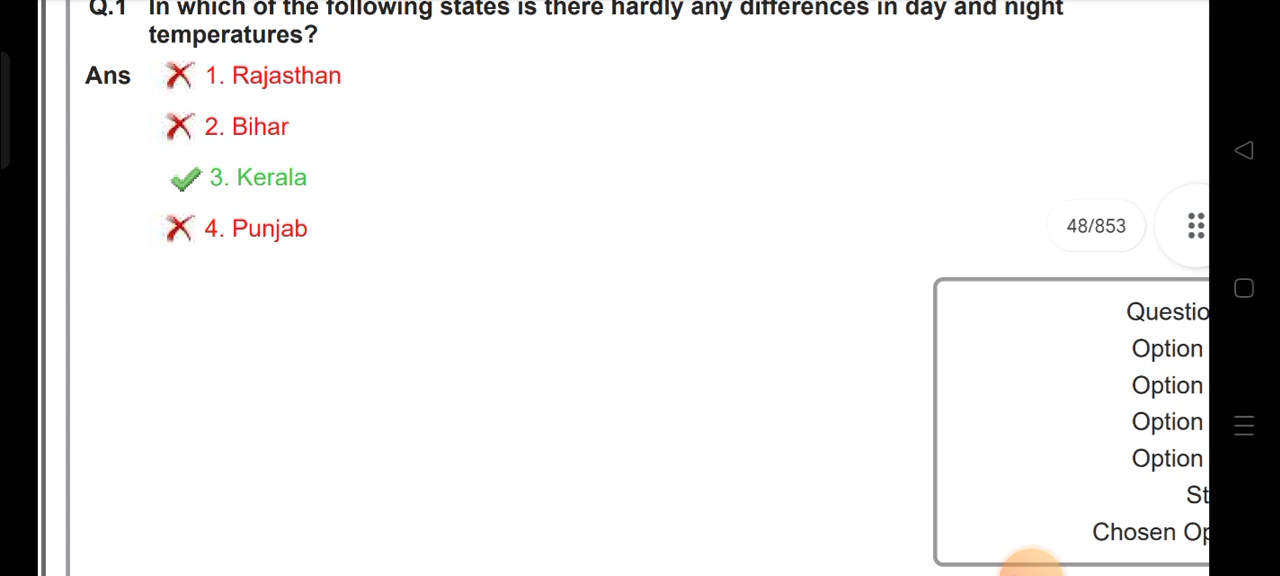 Q.1 In which of the following states is there hardly any differences in day and night
temperatures?
Ans 1. Rajasthan
2. Bihar
3. Kerala
4. Punjab
48/853
Questio
Option
Option
Option
Option
St
Chosen Op